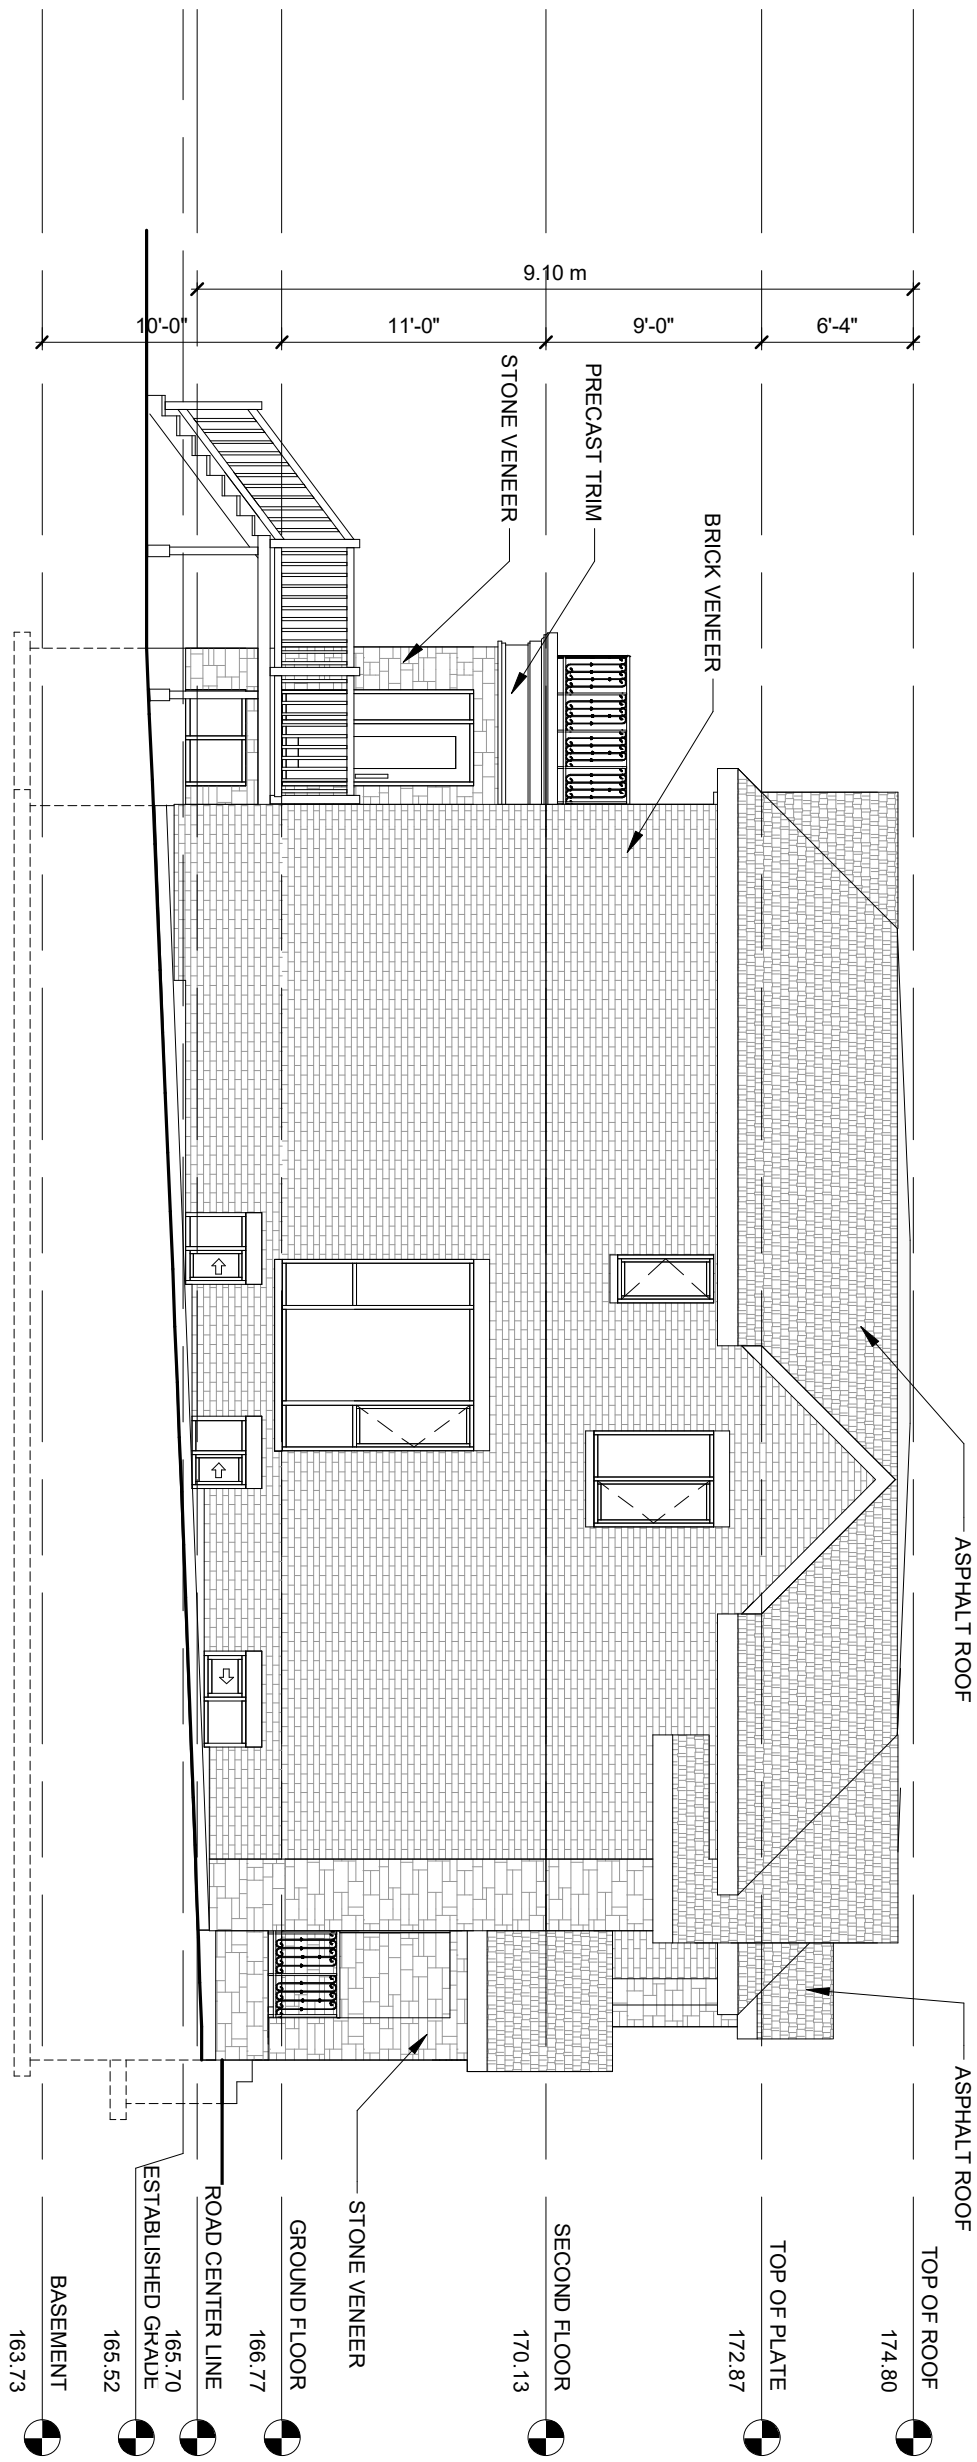 9.10 m
10'-0"
11'-0"
9'-0"
6'-4"
STONE VENEER
PRECAST TRIM
BRICK VENEER
ASPHALT ROOF
ASPHALT ROOF
STONE VENEER
TOP OF ROOF
174.80
TOP OF PLATE
172.87
SECOND FLOOR
170.13
GROUND FLOOR
166.77
ROAD CENTER LINE
165.70
ESTABLISHED GRADE
165.52
BASEMENT
163.73